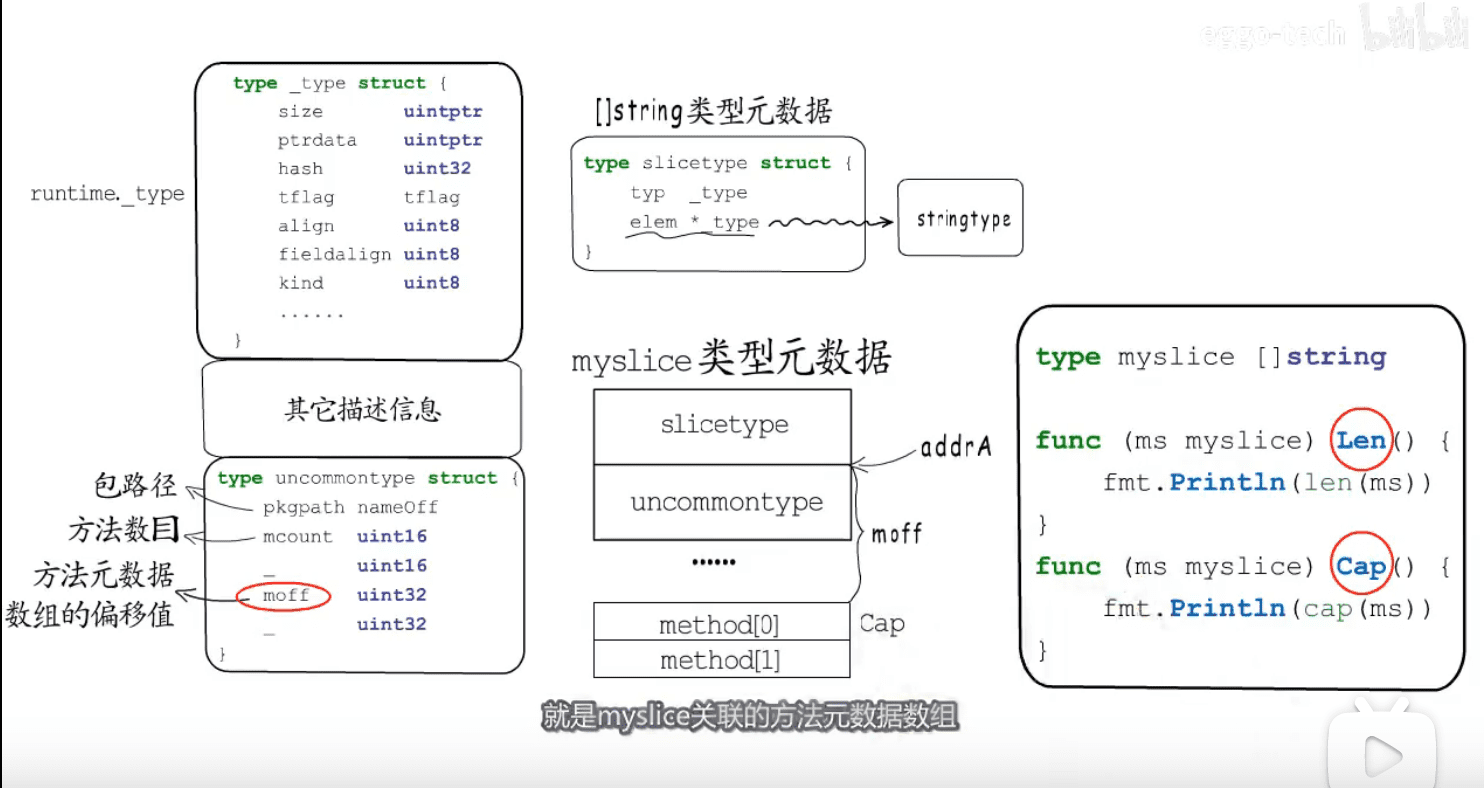 eggo-tech bilibili
runtime._type
type _type struct {
size uintptr
ptrdata uintptr
hash uint32
tflag tflag
align uint8
fieldalign uint8
kind uint8
......
}
其它描述信息
包路径
方法数目
方法元数据
数组的偏移值
type uncommontype struct {
pkgpath nameOff
mcount uint16
_ uint16
moff uint32
_ uint32
}
[]string类型元数据
type slicetype struct {
typ _type
elem *_type
}
stringtype
myslice类型元数据
slicetype
addrA
uncommontype
moff
······
method[0]
Cap
method[1]
type myslice []string
func (ms myslice) Len() {
fmt.Println(len(ms))
}
func (ms myslice) Cap() {
fmt.Println(cap(ms))
}
就是myslice关联的方法元数据数组